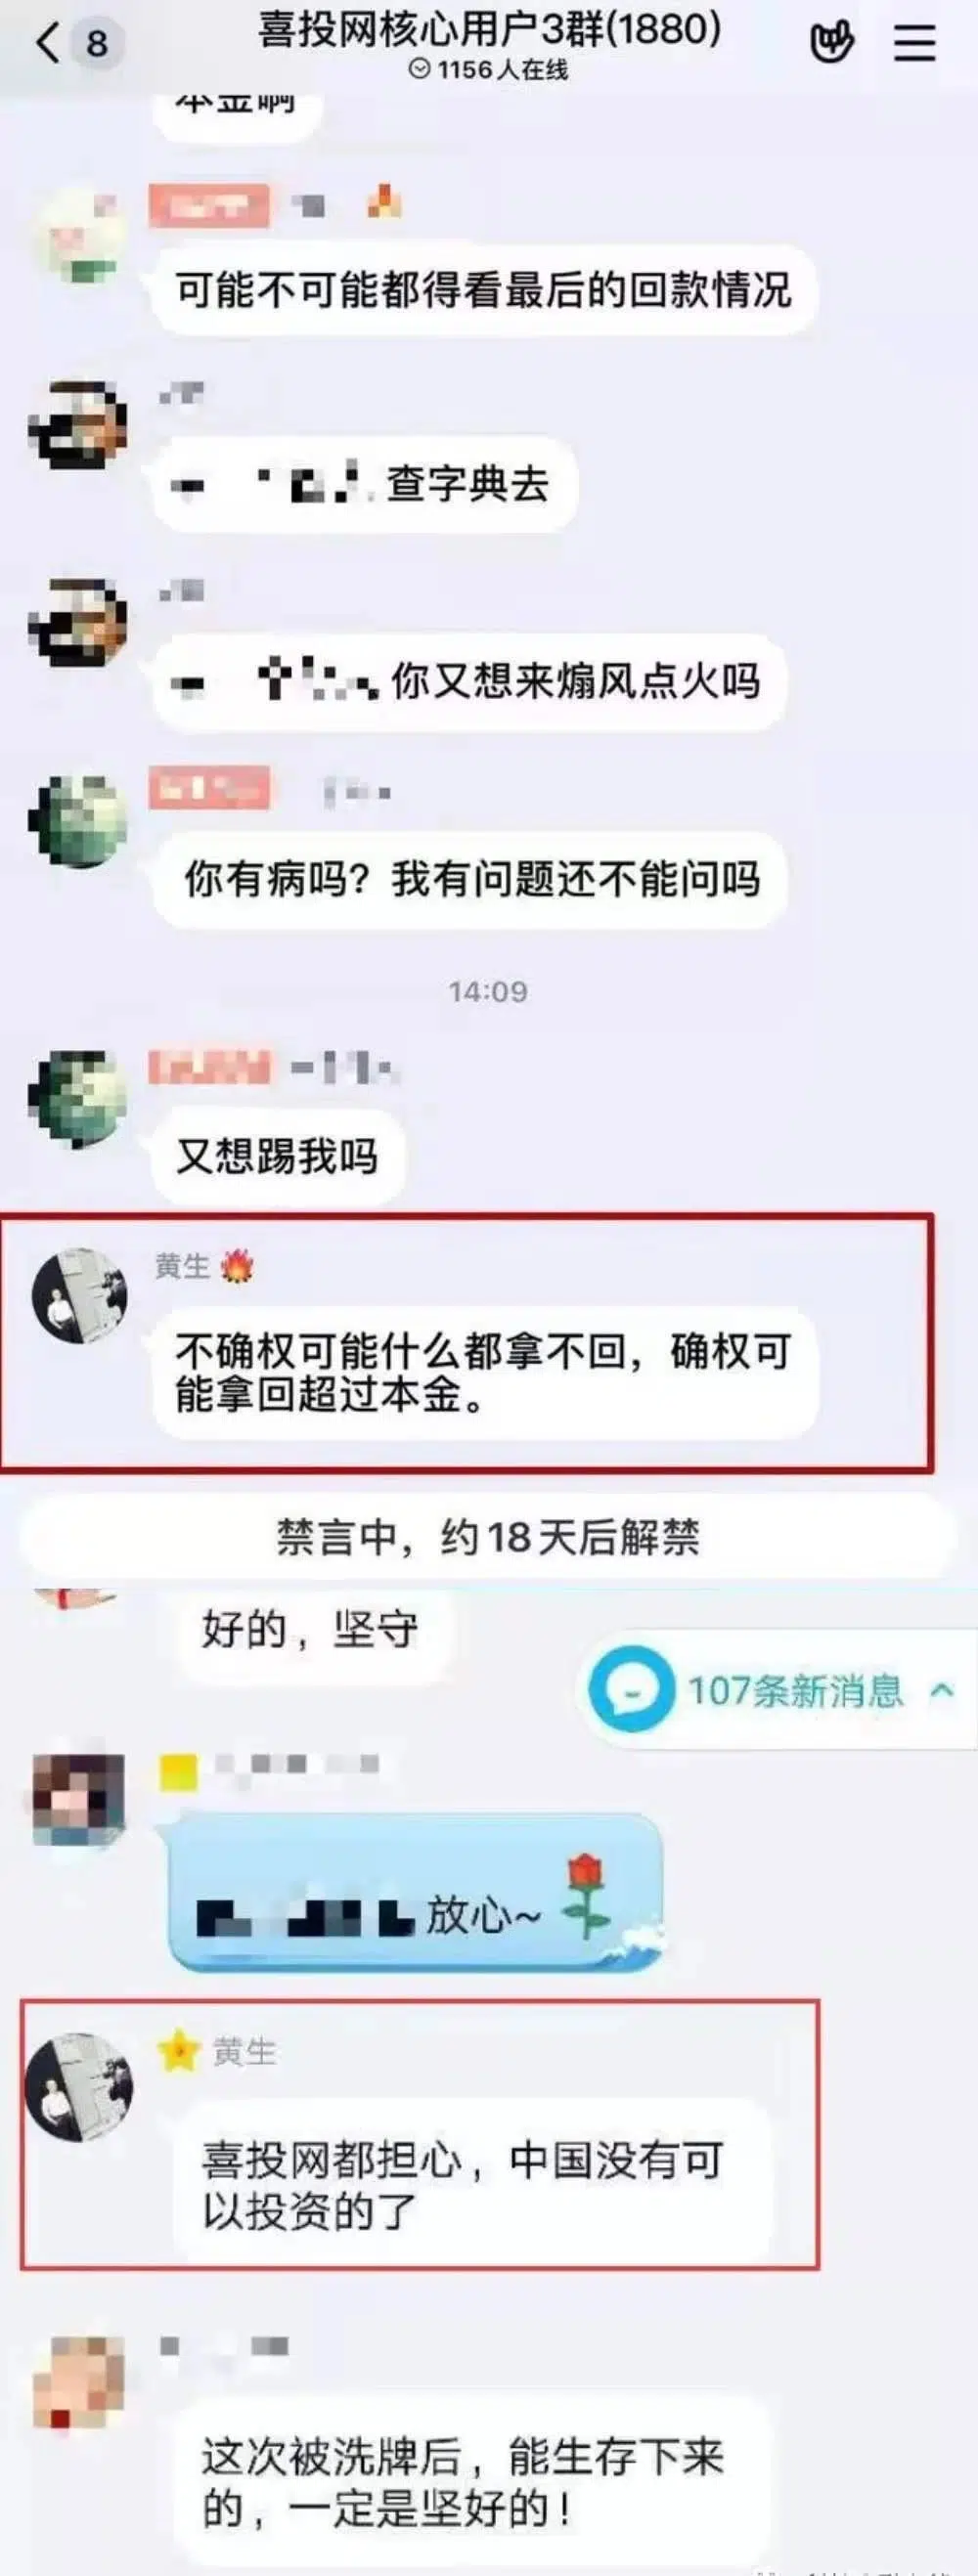 8
喜投网核心用户3群(1880)
1156人在线
本金啊
可能不可能都得看最后的回款情况
查字典去
你又想来煽风点火吗
你有病吗？我有问题还不能问吗
14:09
又想踢我吗
黄生
不确权可能什么都拿不回，确权可
能拿回超过本金。
禁言中，约18天后解禁
好的，坚守
107条新消息
放心~
黄生
喜投网都担心，中国没有可
以投资的了
这次被洗牌后，能生存下来
的，一定是坚好的！